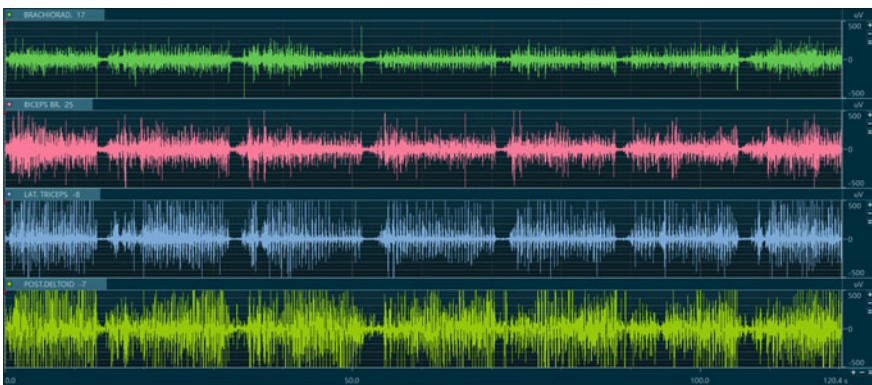 BRACHIORAD. 17
uV
500
0
-500
BICEPS BR. 25
uV
500
0
-500
LAT. TRICEPS -8
uV
500
0
-500
POST.DELTOID -7
uV
500
0
-500
0.0 50.0 100.0 120.4 s